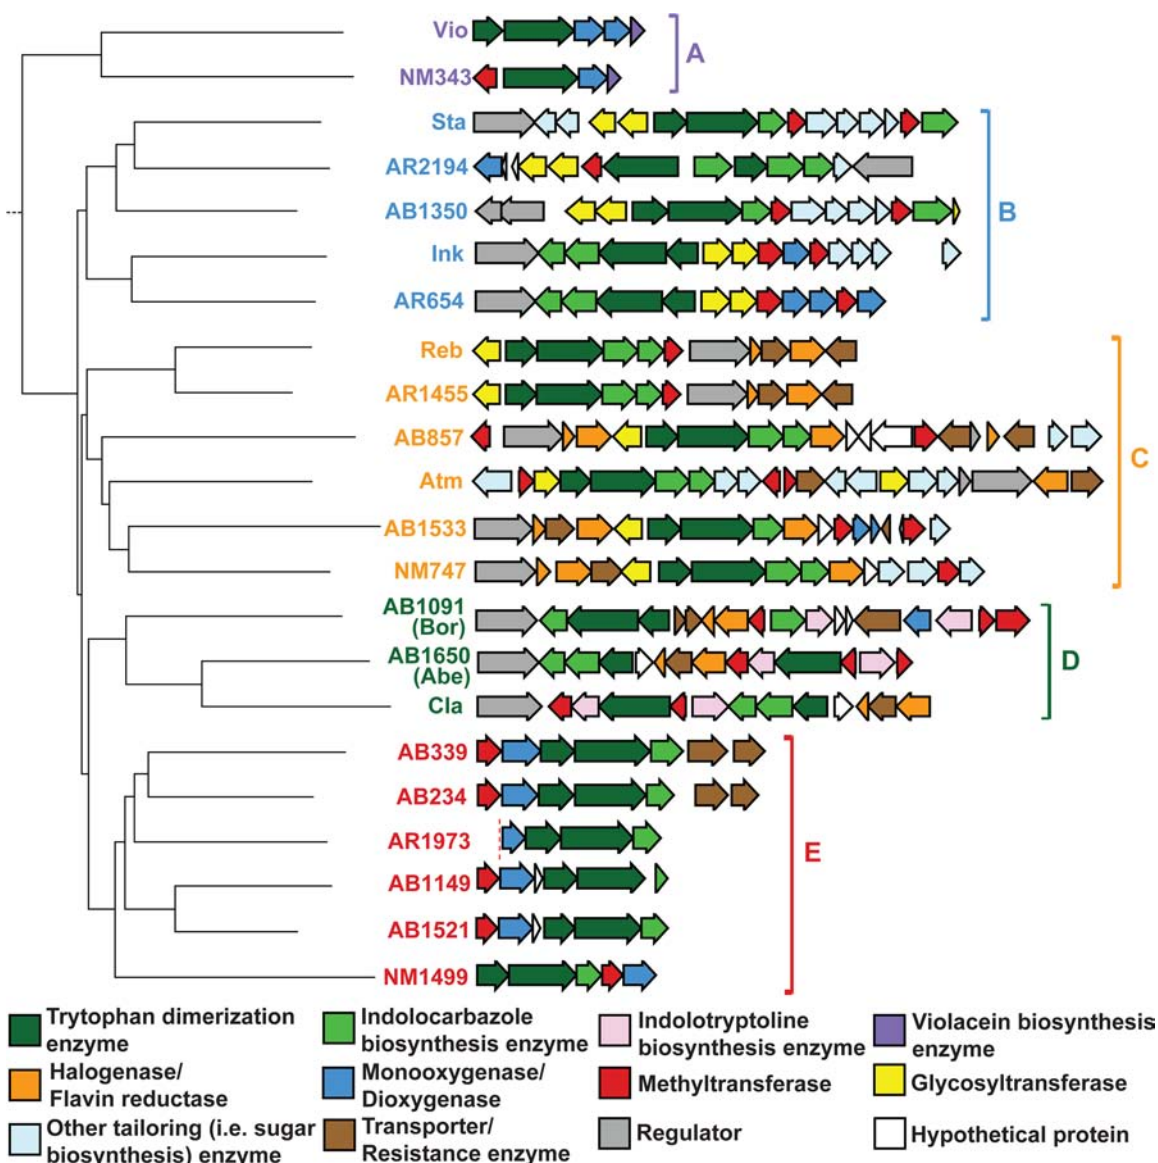 Vio
NM343
A
Sta
AR2194
AB1350
Ink
AR654
B
Reb
AR1455
AB857
Atm
AB1533
NM747
C
AB1091
(Bor)
AB1650
(Abe)
Cla
D
AB339
AB234
AR1973
AB1149
AB1521
NM1499
E
Trytophan dimerization
enzyme
Indolocarbazole
biosynthesis enzyme
Indolotryptoline
biosynthesis enzyme
Violacein biosynthesis
enzyme
Halogenase/
Flavin reductase
Monooxygenase/
Dioxygenase
Methyltransferase
Glycosyltransferase
Other tailoring (i.e. sugar
biosynthesis) enzyme
Transporter/
Resistance enzyme
Regulator
Hypothetical protein